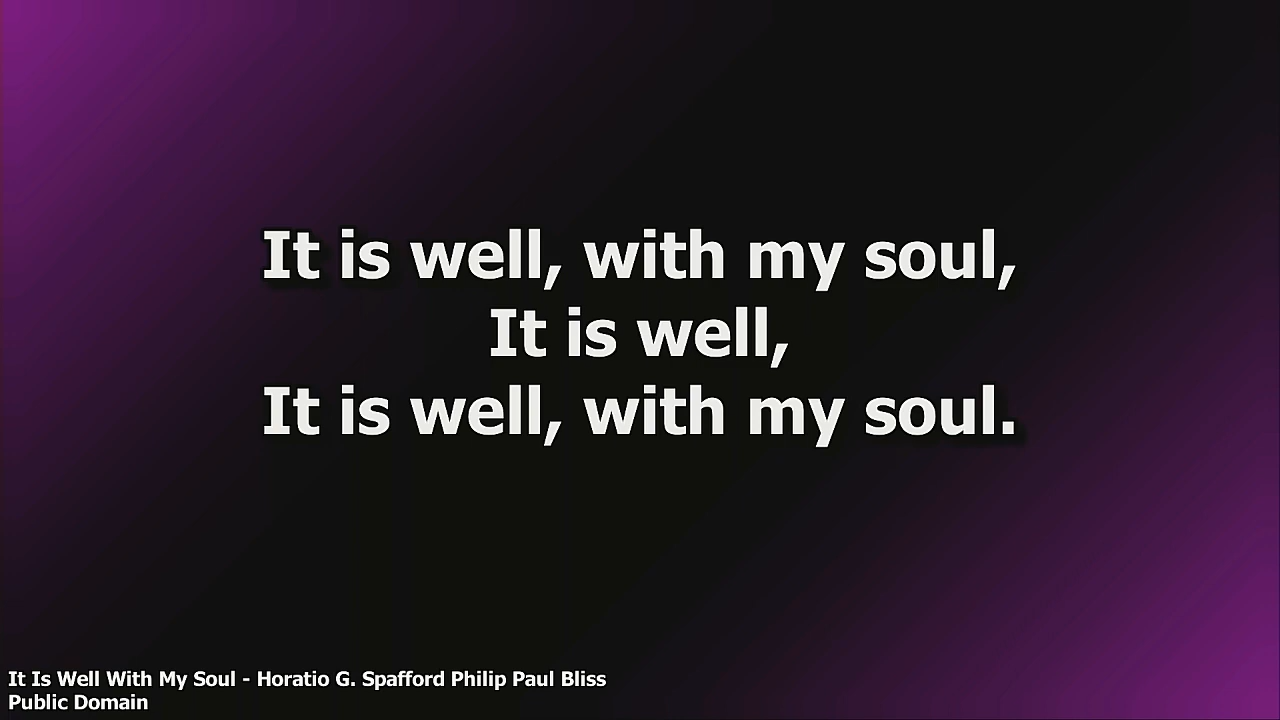 It is well, with my soul,
It is well,
It is well, with my soul.
It Is Well With My Soul - Horatio G. Spafford Philip Paul Bliss
Public Domain